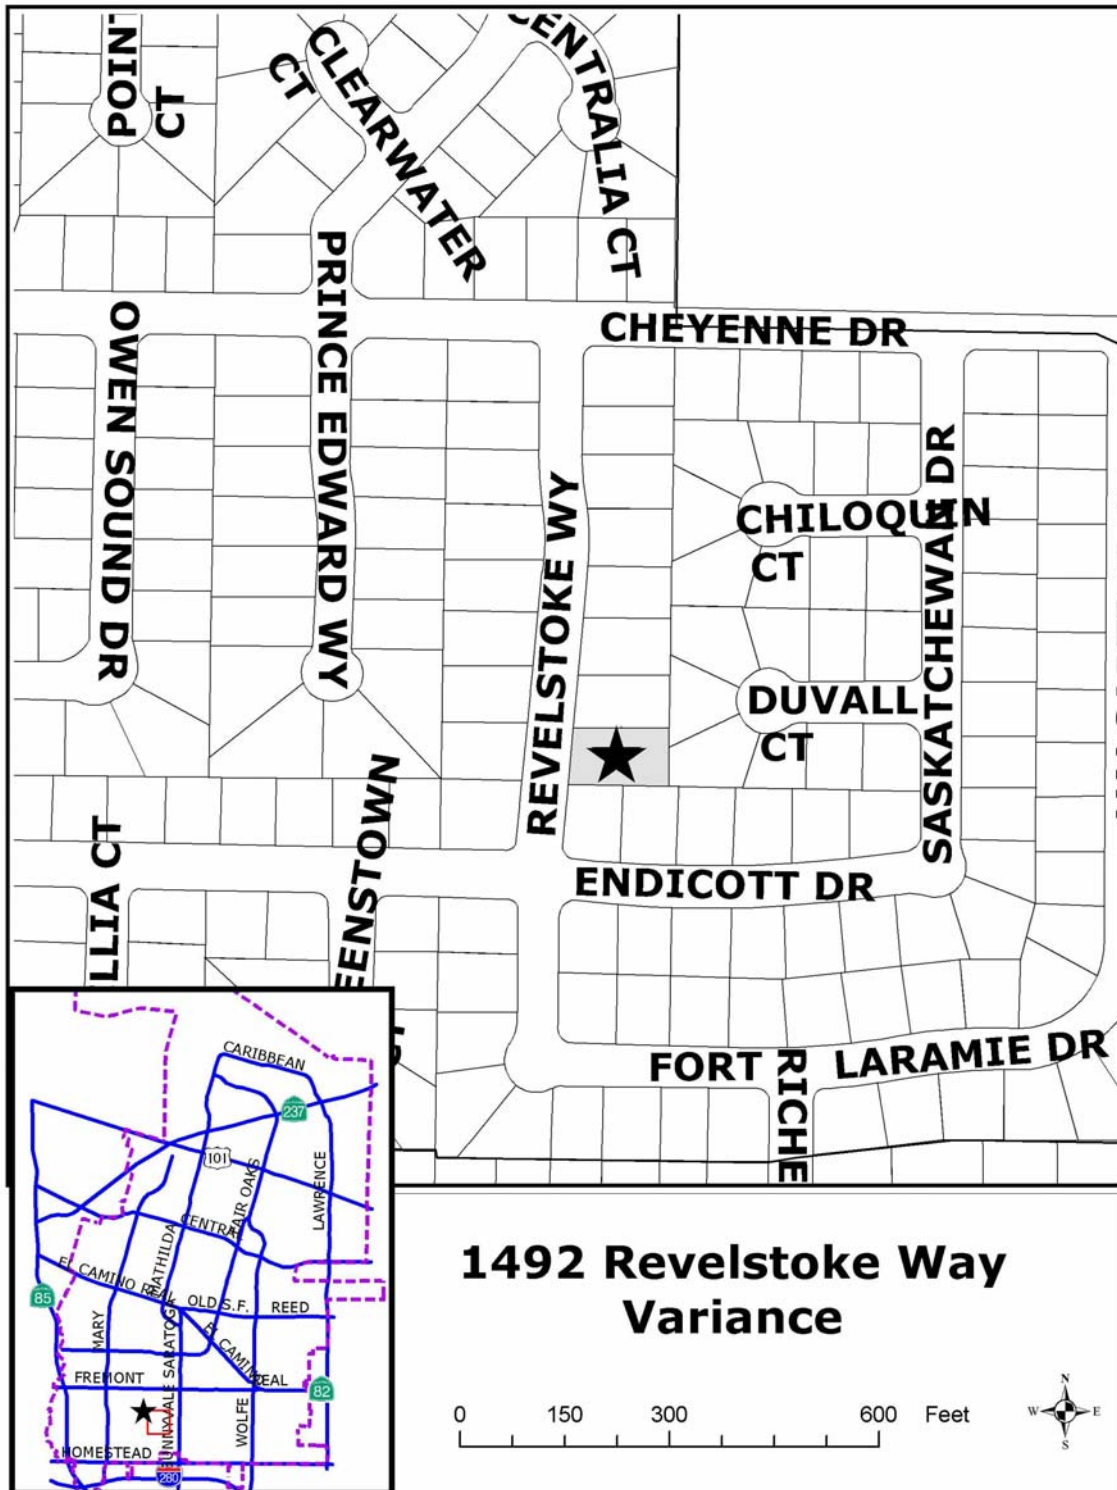 POINT
CT
CLEARWATER
CT
CENTRALIA CT
PRINCE EDWARD WY
OWEN SOUND DR
CHEYENNE DR
REVELSTOKE WY
CHILOQUIN
CT
SASKATCHEWAN DR
DUVALL
CT
ENDICOTT DR
LLIA CT
EENSTOWN
FORT
LARAMIE DR
RICHE
CARIBBEAN
237
101
FAIR OAKS
LAWRENCE
CENTRAL
MATHILDA
EL CAMINO REAL
OLD S.F.
REED
85
MARY
SUNNYVALE SARATOGA
EL CAMINO
REAL
FREMONT
82
WOLFE
HOMESTEAD
280
1492 Revelstoke Way
Variance
0 150 300 600 Feet
N
W E
S